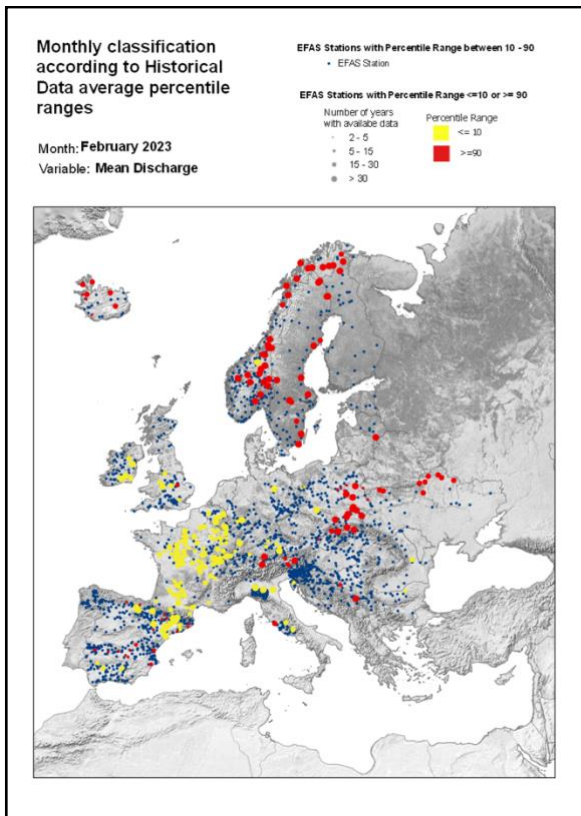 Monthly classification
according to Historical
Data average percentile
ranges
Month: February 2023
Variable: Mean Discharge
EFAS Stations with Percentile Range between 10 - 90
EFAS Station
EFAS Stations with Percentile Range <=10 or >= 90
Number of years
with availabe data
2 - 5
5 - 15
15 - 30
> 30
Percentile Range
<= 10
>=90